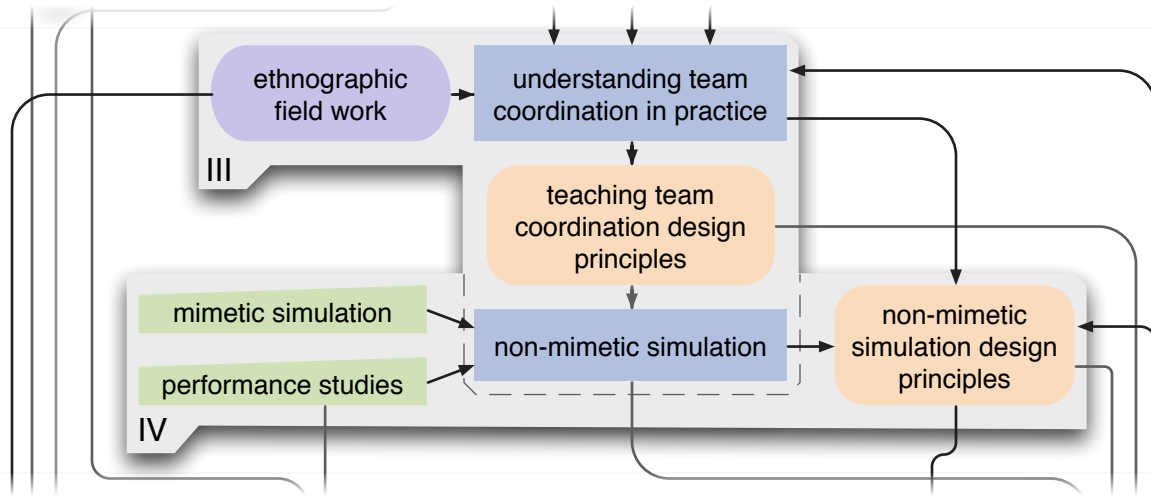 ethnographic
field work
understanding team
coordination in practice
III
teaching team
coordination design
principles
mimetic simulation
non-mimetic simulation
performance studies
non-mimetic
simulation design
principles
IV